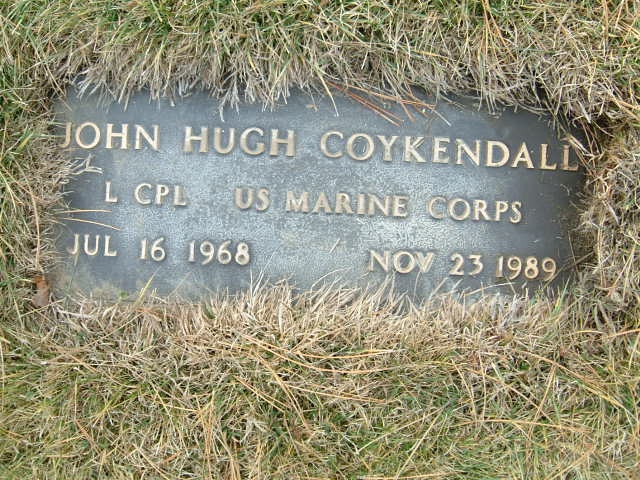 JOHN HUGH COYKENDALL
L CPL US MARINE CORPS
JUL 16 1968 NOV 23 1989